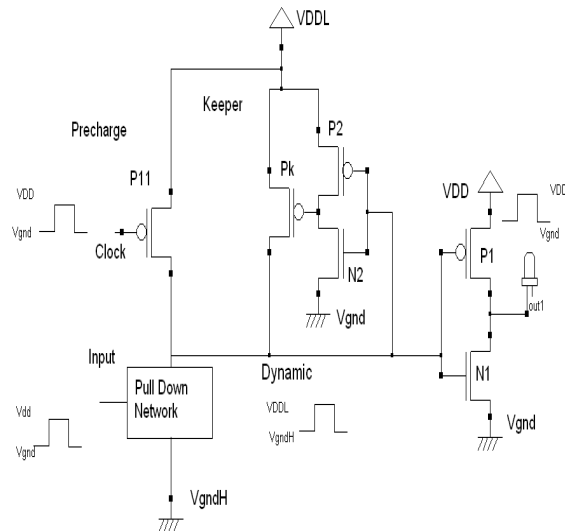 VDDL
Keeper
Precharge
P2
P11
Pk
VDD
VDD
VDD
Vgnd
Vgnd
P1
Clock
N2
out1
Vgnd
Input
Dynamic
N1
Pull Down
Network
VDDL
Vdd
Vgnd
VgndH
Vgnd
VgndH